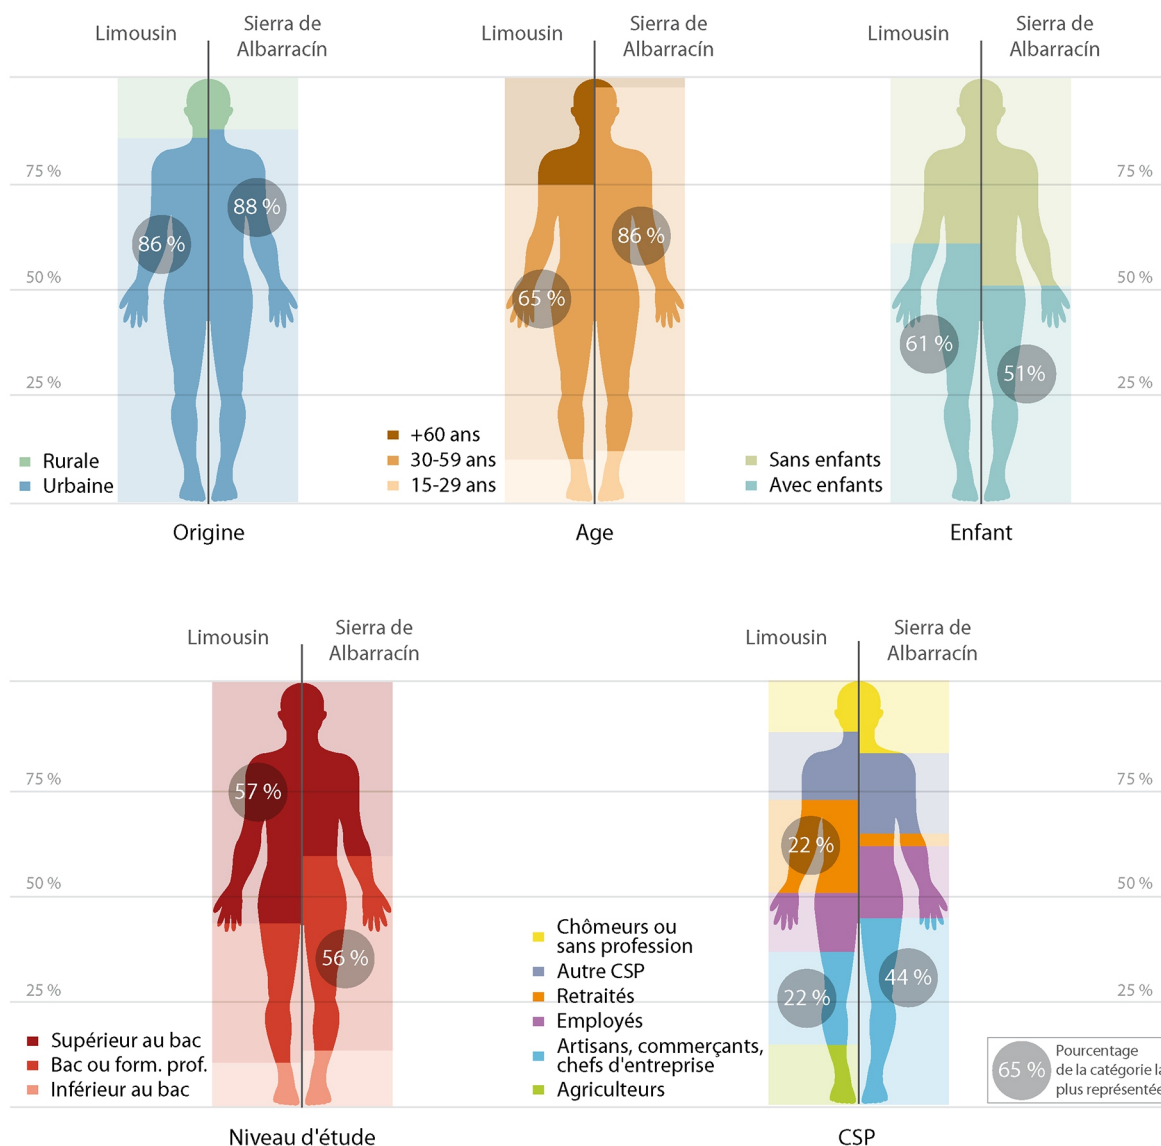 Limousin
Sierra de
Albarracín
Limousin
Sierra de
Albarracín
Limousin
Sierra de
Albarracín
75 %
75 %
86 %
88 %
86 %
50 %
65 %
50 %
61 %
51%
25 %
25 %
Rurale
Urbaine
+60 ans
30-59 ans
15-29 ans
Sans enfants
Avec enfants
Origine
Age
Enfant
Limousin
Sierra de
Albarracín
Limousin
Sierra de
Albarracín
75 %
75 %
57 %
22 %
50 %
50 %
56 %
22 %
44 %
25 %
25 %
Supérieur au bac
Bac ou form. prof.
Inférieur au bac
Chômeurs ou
sans profession
Autre CSP
Retraités
Employés
Artisans, commerçants,
chefs d'entreprise
Agriculteurs
65 %
Pourcentage
de la catégorie la
plus représentée
Niveau d'étude
CSP